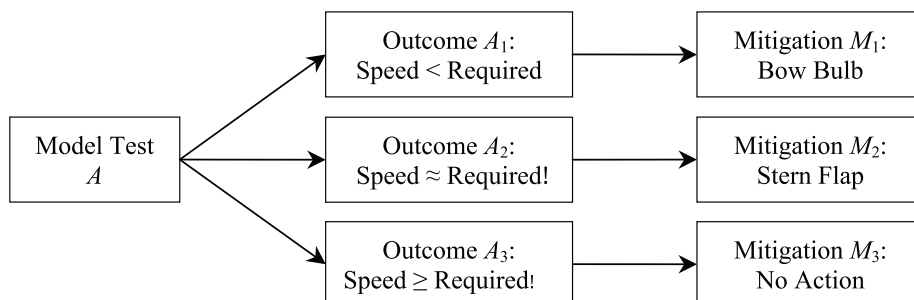 Outcome A₁:
Speed < Required
Mitigation M₁:
Bow Bulb
Model Test
A
Outcome A₂:
Speed ≈ Required!
Mitigation M₂:
Stern Flap
Outcome A₃:
Speed ≥ Required!
Mitigation M₃:
No Action